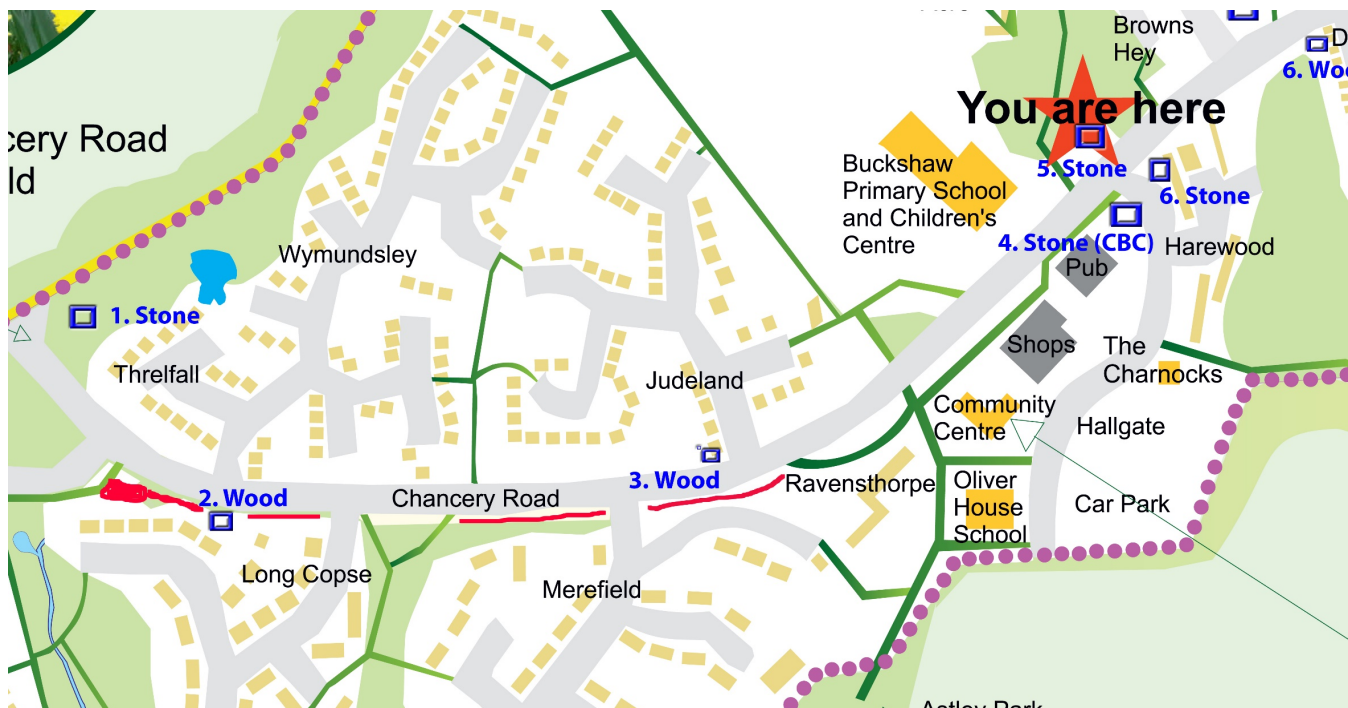 Browns
Hey
6. Woo
You are here
cery Road
ld
Buckshaw
Primary School
and Children's
Centre
5. Stone
6. Stone
4. Stone (CBC)
Harewood
Pub
Wymundsley
1. Stone
Shops
The
Charnocks
Threlfall
Judeland
Community
Centre
Hallgate
3. Wood
Ravensthorpe
2. Wood
Chancery Road
Oliver
House
School
Car Park
Long Copse
Merefield
Astley Park